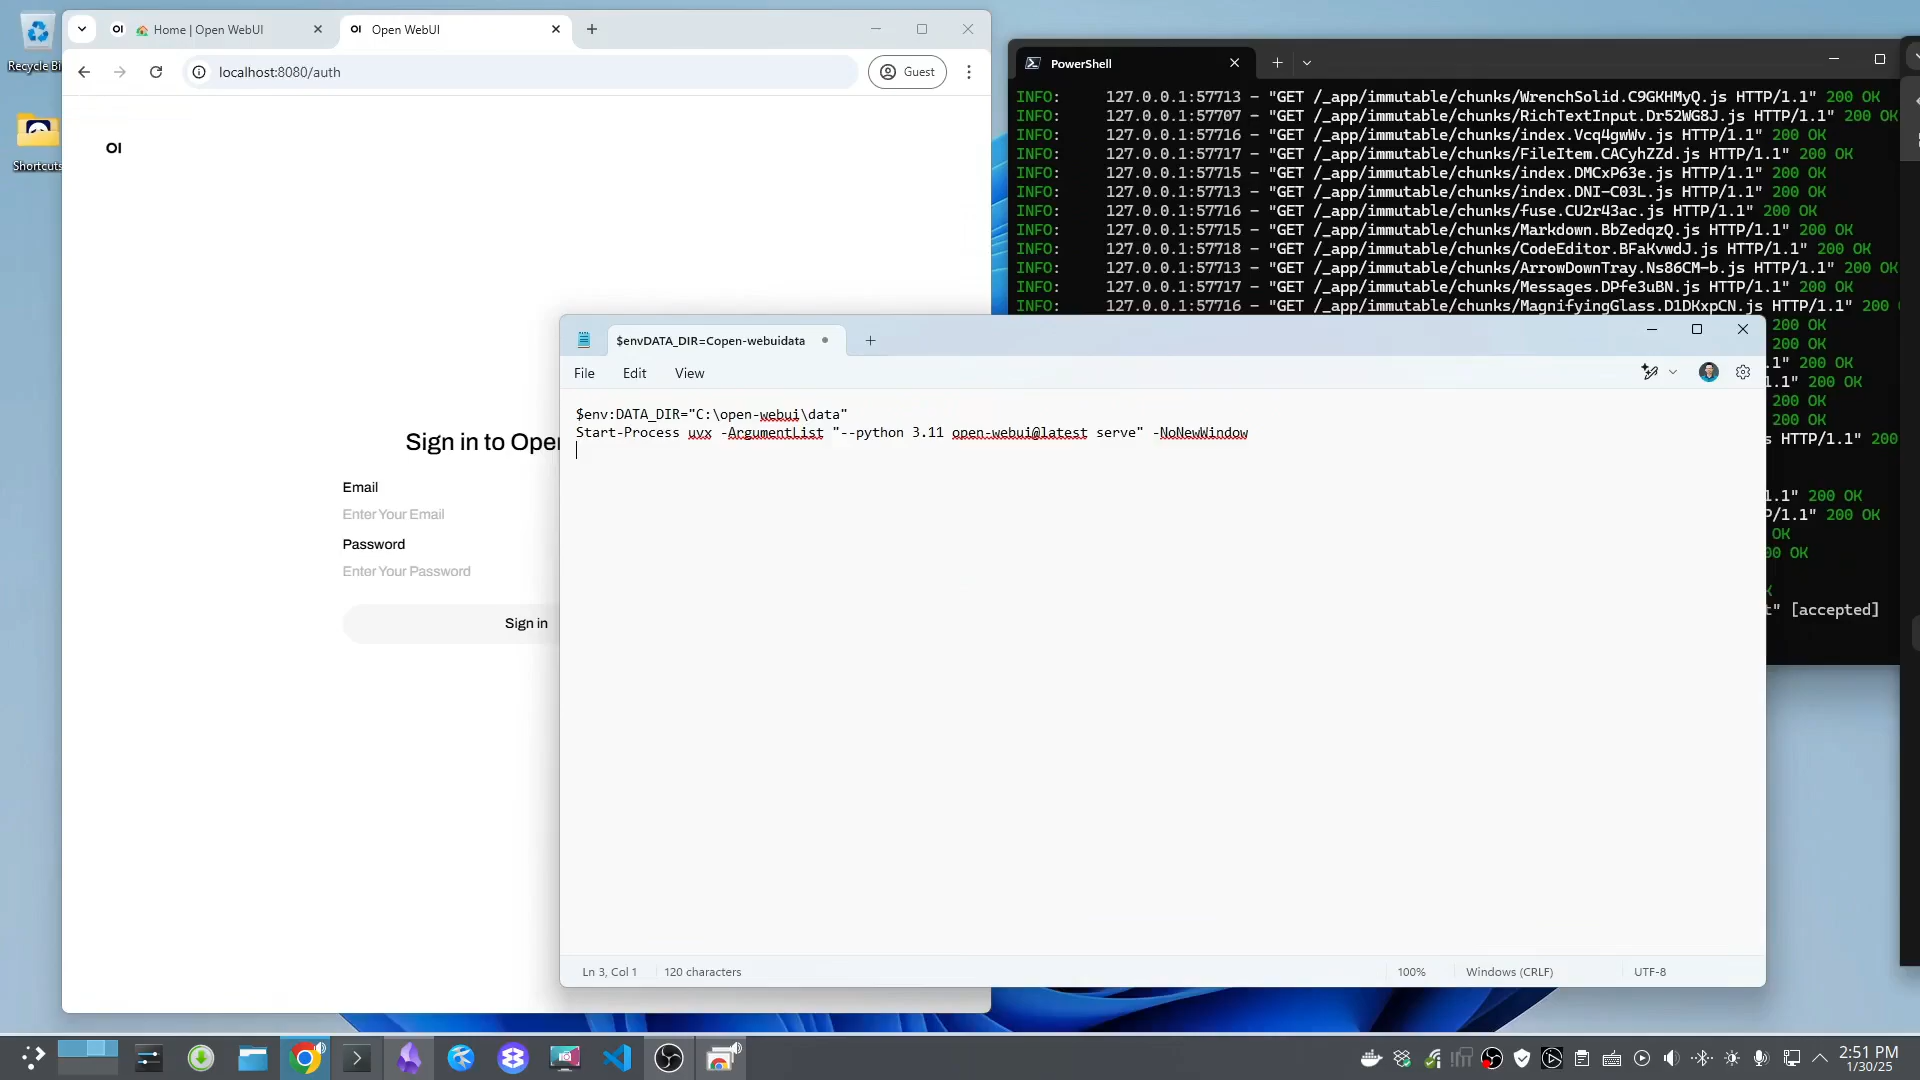 Recycle Bi
Shortcuts
OI Home | Open WebUI
OI Open WebUI
localhost:8080/auth
Guest
OI
Sign in to Oper
Email
Enter Your Email
Password
Enter Your Password
Sign in
PowerShell
INFO: 127.0.0.1:57713 - "GET /_app/immutable/chunks/WrenchSolid.C9GKHMyQ.js HTTP/1.1" 200 OK
INFO: 127.0.0.1:57707 - "GET /_app/immutable/chunks/RichTextInput.Dr52WG8J.js HTTP/1.1" 200 OK
INFO: 127.0.0.1:57716 - "GET /_app/immutable/chunks/index.Vcq4gwWv.js HTTP/1.1" 200 OK
INFO: 127.0.0.1:57717 - "GET /_app/immutable/chunks/FileItem.CACyhZZd.js HTTP/1.1" 200 OK
INFO: 127.0.0.1:57715 - "GET /_app/immutable/chunks/index.DMCxP63e.js HTTP/1.1" 200 OK
INFO: 127.0.0.1:57713 - "GET /_app/immutable/chunks/index.DNI-C03L.js HTTP/1.1" 200 OK
INFO: 127.0.0.1:57716 - "GET /_app/immutable/chunks/fuse.CU2r43ac.js HTTP/1.1" 200 OK
INFO: 127.0.0.1:57715 - "GET /_app/immutable/chunks/Markdown.BbZedqzQ.js HTTP/1.1" 200 OK
INFO: 127.0.0.1:57718 - "GET /_app/immutable/chunks/CodeEditor.BFaKvwdJ.js HTTP/1.1" 200 OK
INFO: 127.0.0.1:57713 - "GET /_app/immutable/chunks/ArrowDownTray.Ns86CM-b.js HTTP/1.1" 200 OK
INFO: 127.0.0.1:57717 - "GET /_app/immutable/chunks/Messages.DPfe3uBN.js HTTP/1.1" 200 OK
INFO: 127.0.0.1:57716 - "GET /_app/immutable/chunks/MagnifyingGlass.D1DKxpCN.js HTTP/1.1" 200
200 OK
200 OK
.1" 200 OK
.1" 200 OK
200 OK
200 OK
s HTTP/1.1" 200
1.1" 200 OK
P/1.1" 200 OK
OK
00 OK
t" [accepted]
$envDATA_DIR=Copen-webuidata
File Edit View
$env:DATA_DIR="C:\open-webui\data"
Start-Process uvx -ArgumentList "--python 3.11 open-webui@latest serve" -NoNewWindow
Ln 3, Col 1 120 characters 100% Windows (CRLF) UTF-8
2:51 PM
1/30/25